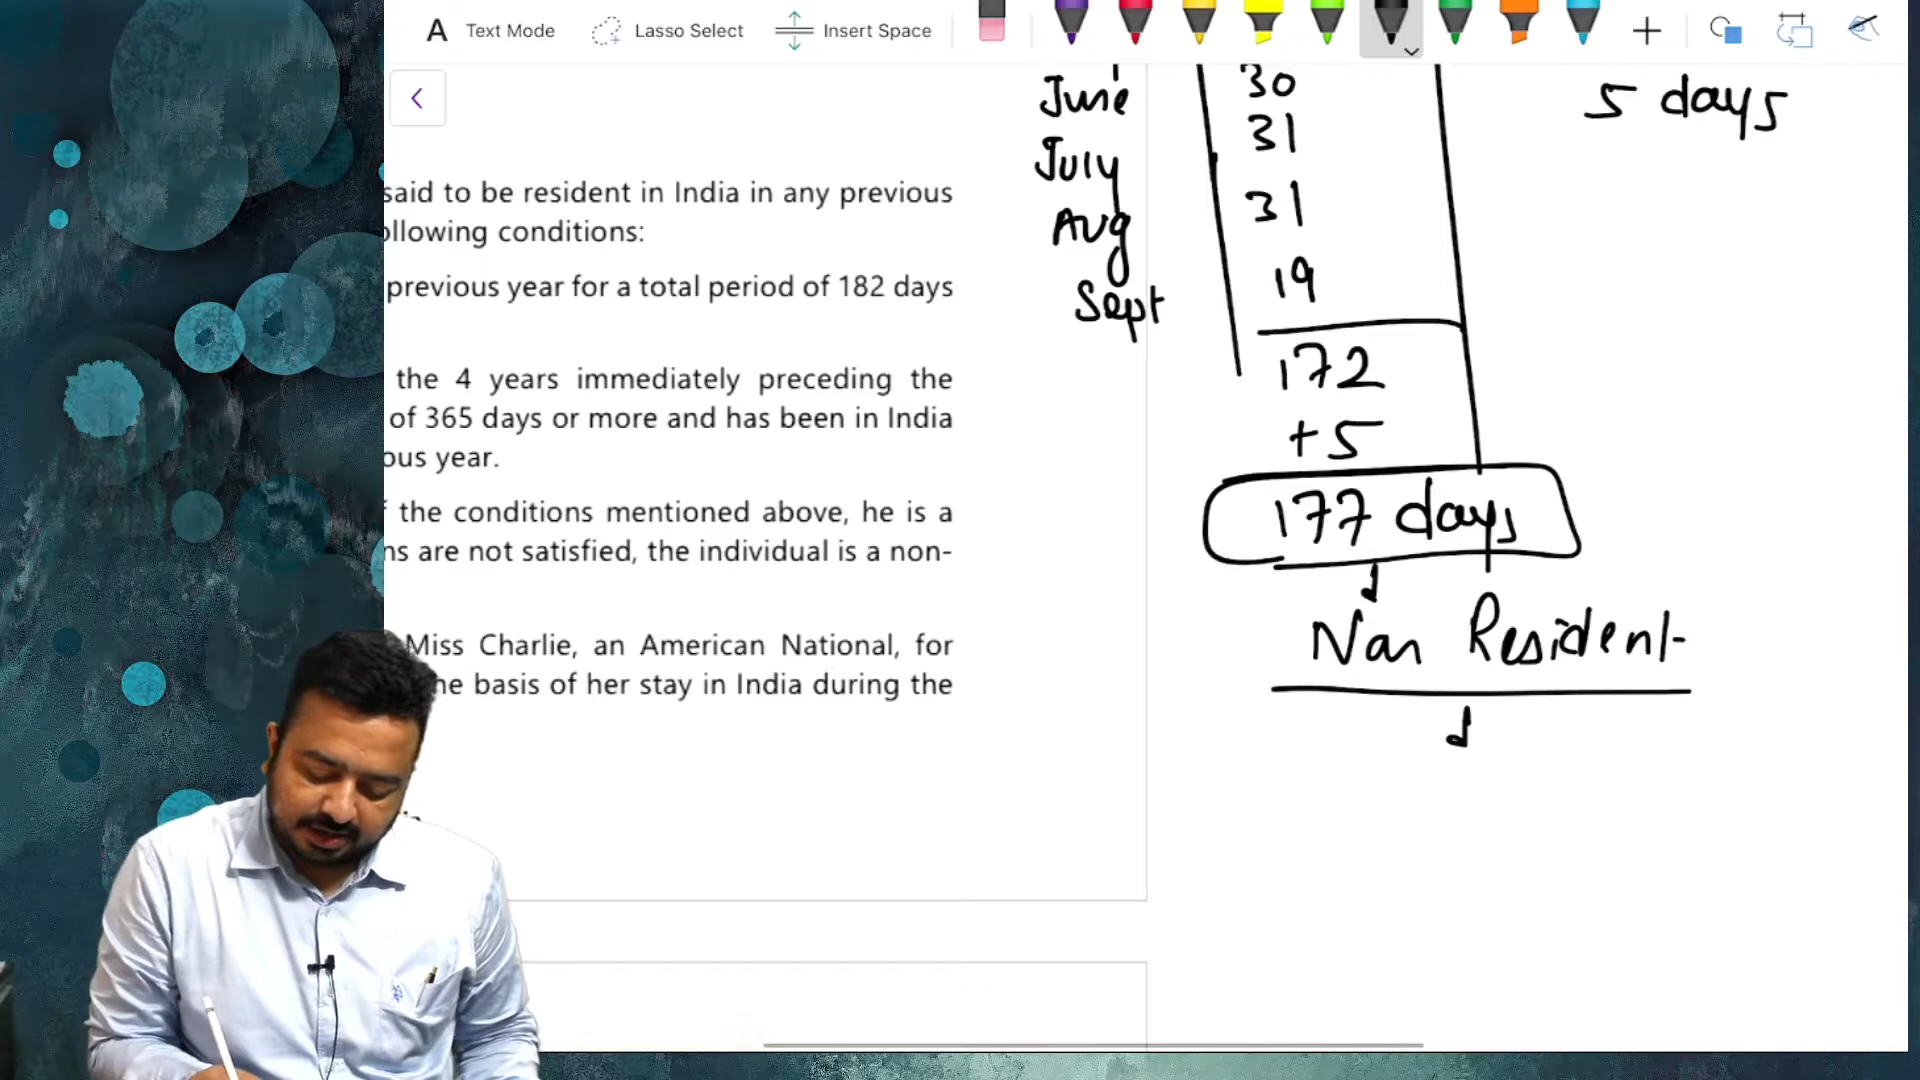 A Text Mode Lasso Select Insert Space
said to be resident in India in any previous
ollowing conditions:
previous year for a total period of 182 days
the 4 years immediately preceding the
of 365 days or more and has been in India
ous year.
the conditions mentioned above, he is a
ns are not satisfied, the individual is a non-
Miss Charlie, an American National, for
he basis of her stay in India during the
June 30
July 31
Aug 31
Sept 19
172
+5
177 days
Non Resident
5 days